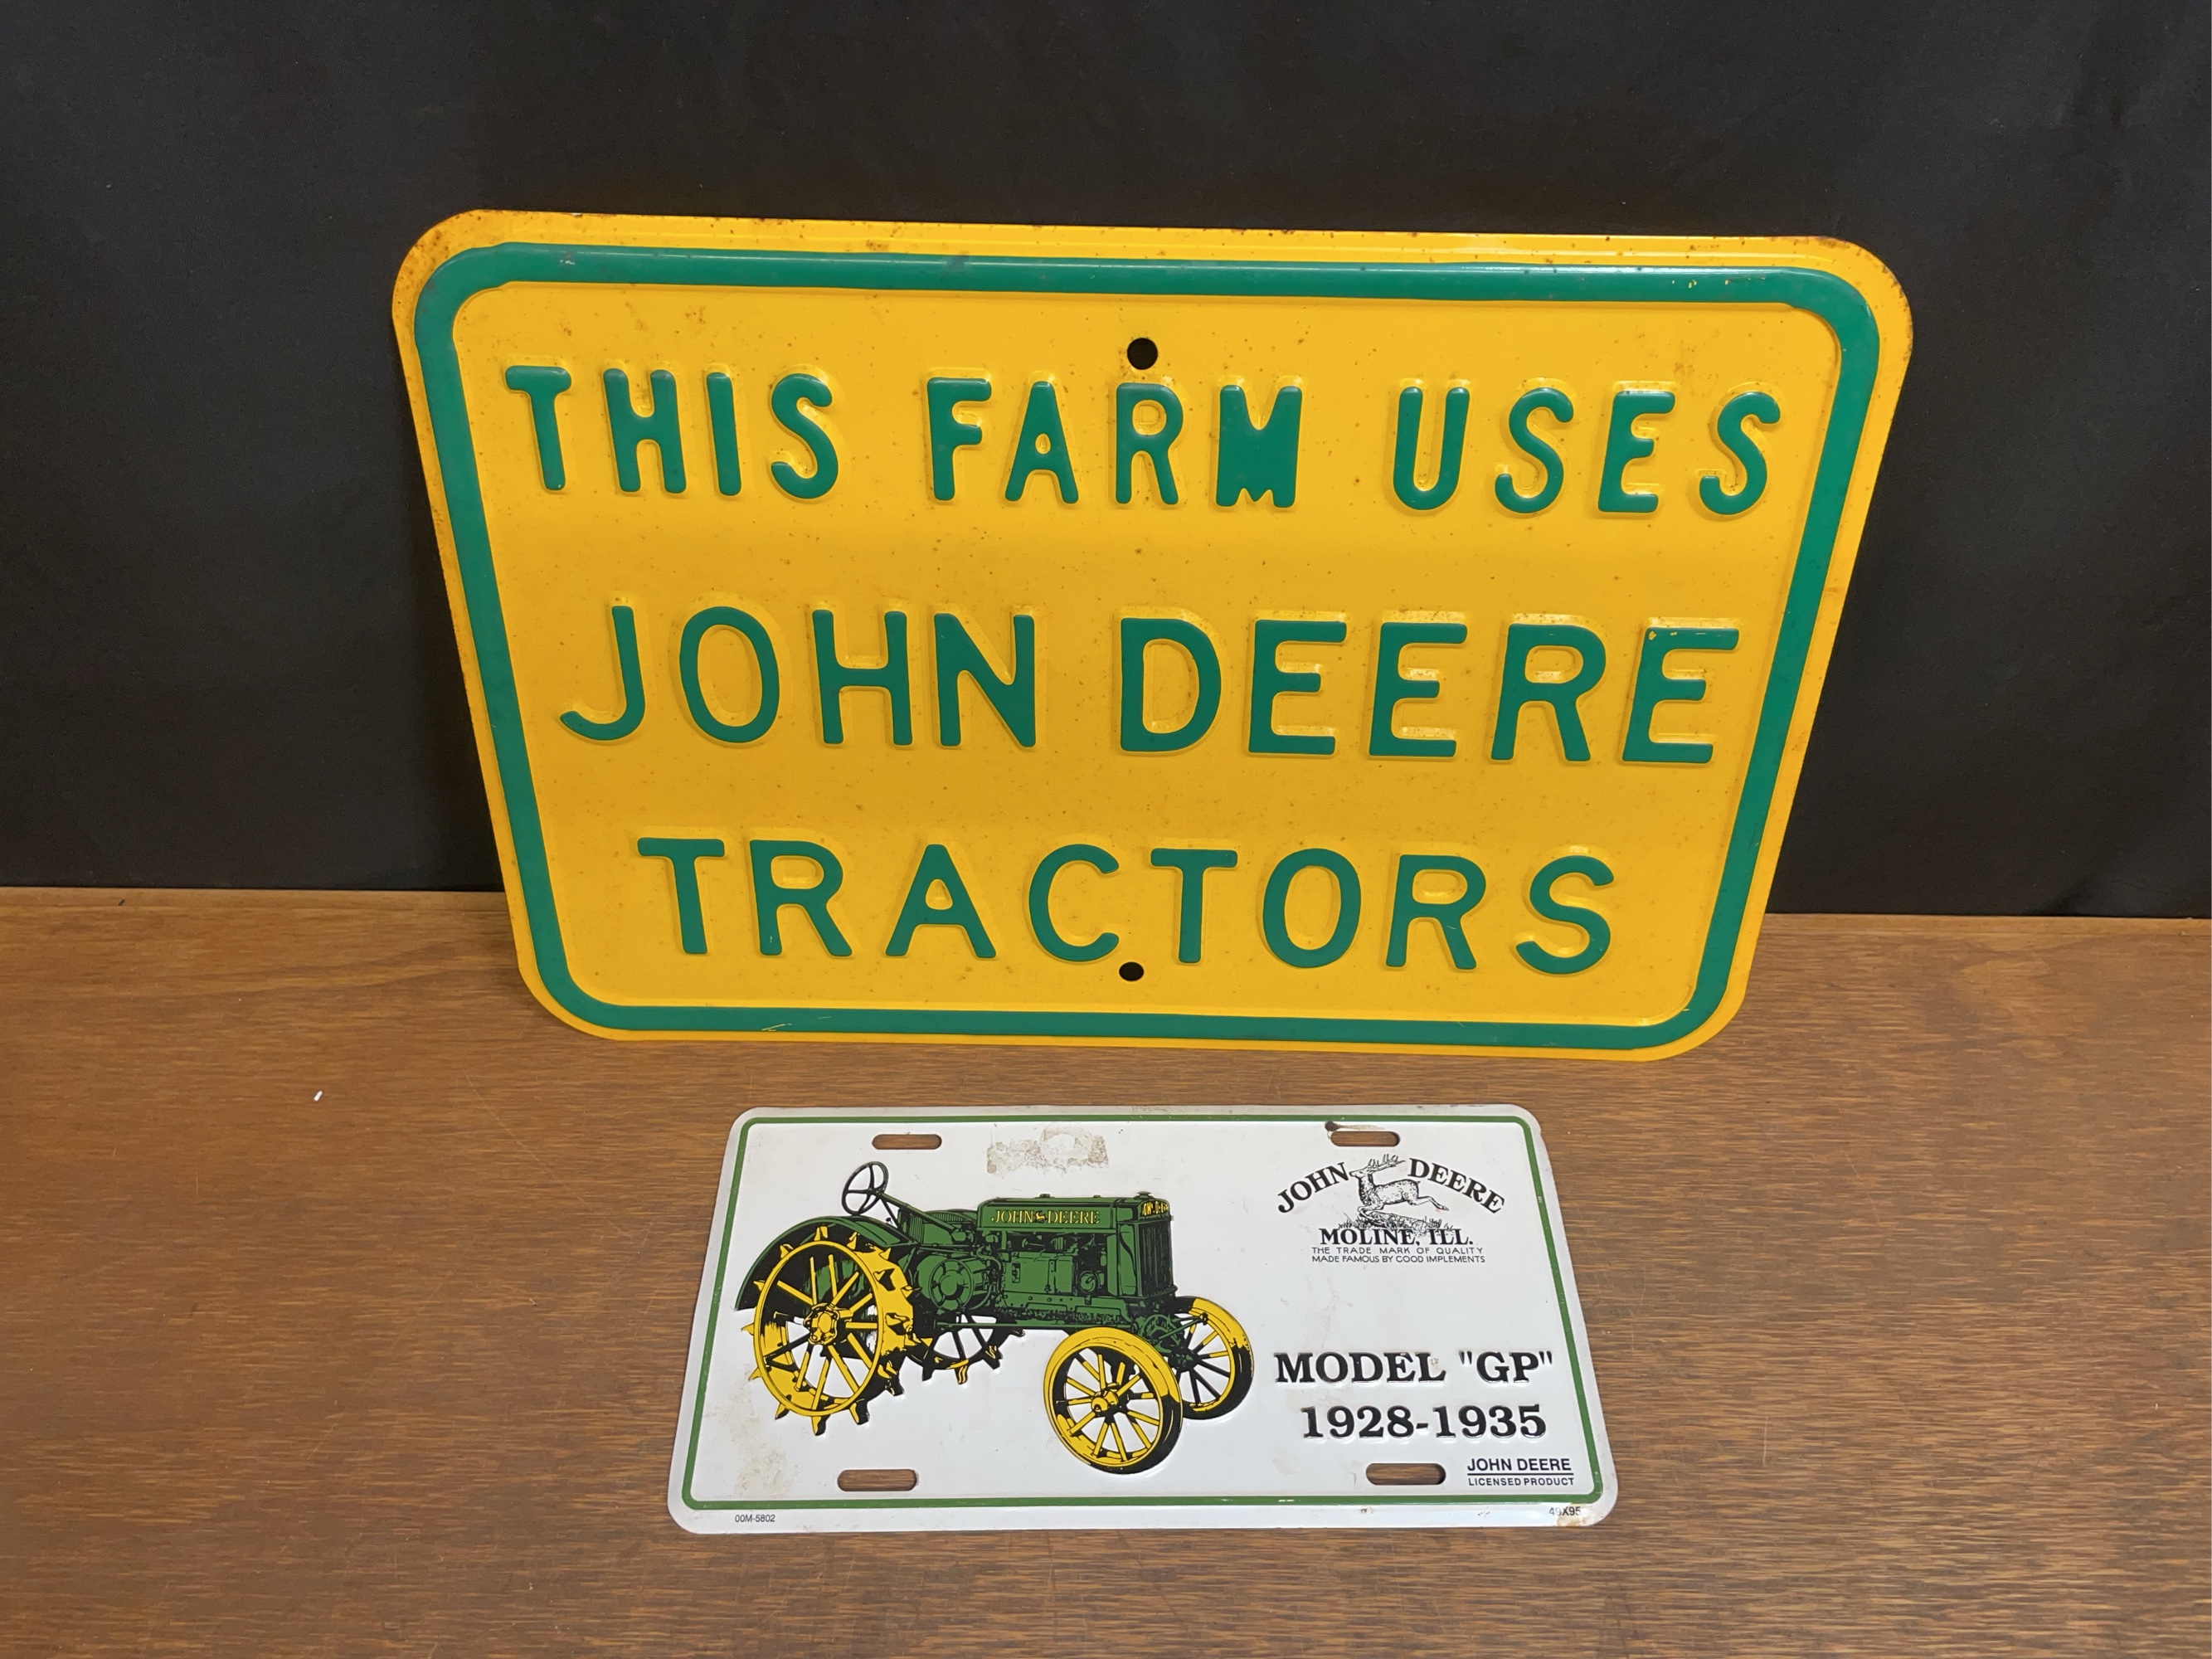 THIS FARM USES
JOHN DEERE
TRACTORS
JOHN DEERE
MOLINE, ILL.
THE TRADE MARK OF QUALITY
MADE FAMOUS BY GOOD IMPLEMENTS
JOHN DEERE
MODEL "GP"
1928-1935
JOHN DEERE
LICENSED PRODUCT
00M-5802
49X95